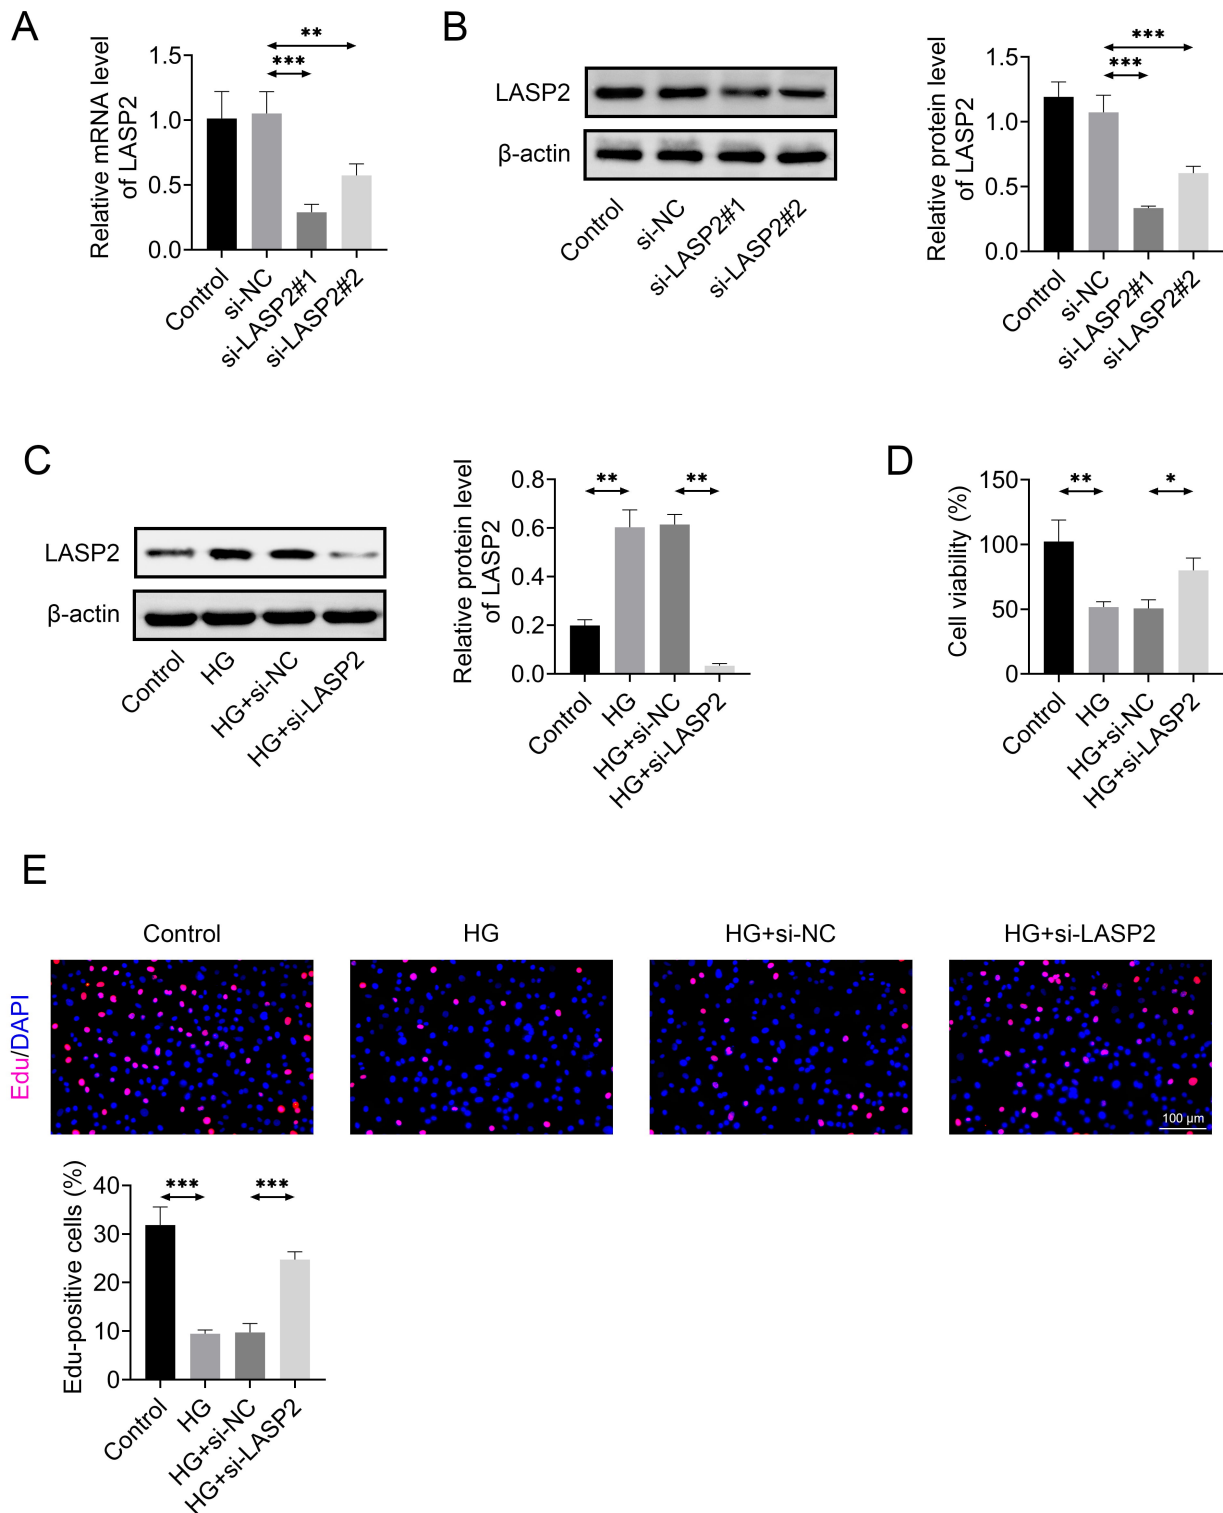 A
Relative mRNA level
of LASP2
1.5
1.0
0.5
0.0
**
***
Control
si-NC
si-LASP2#1
si-LASP2#2
B
LASP2
β-actin
Control
si-NC
si-LASP2#1
si-LASP2#2
Relative protein level
of LASP2
1.5
1.0
0.5
0.0
***
***
Control
si-NC
si-LASP2#1
si-LASP2#2
C
LASP2
β-actin
Control
HG
HG+si-NC
HG+si-LASP2
Relative protein level
of LASP2
0.8
0.6
0.4
0.2
0.0
**
**
Control
HG
HG+si-NC
HG+si-LASP2
D
Cell viability (%)
150
100
50
0
**
*
Control
HG
HG+si-NC
HG+si-LASP2
E
Control
HG
HG+si-NC
HG+si-LASP2
Edu/DAPI
100 μm
Edu-positive cells (%)
40
30
20
10
0
***
***
Control
HG
HG+si-NC
HG+si-LASP2